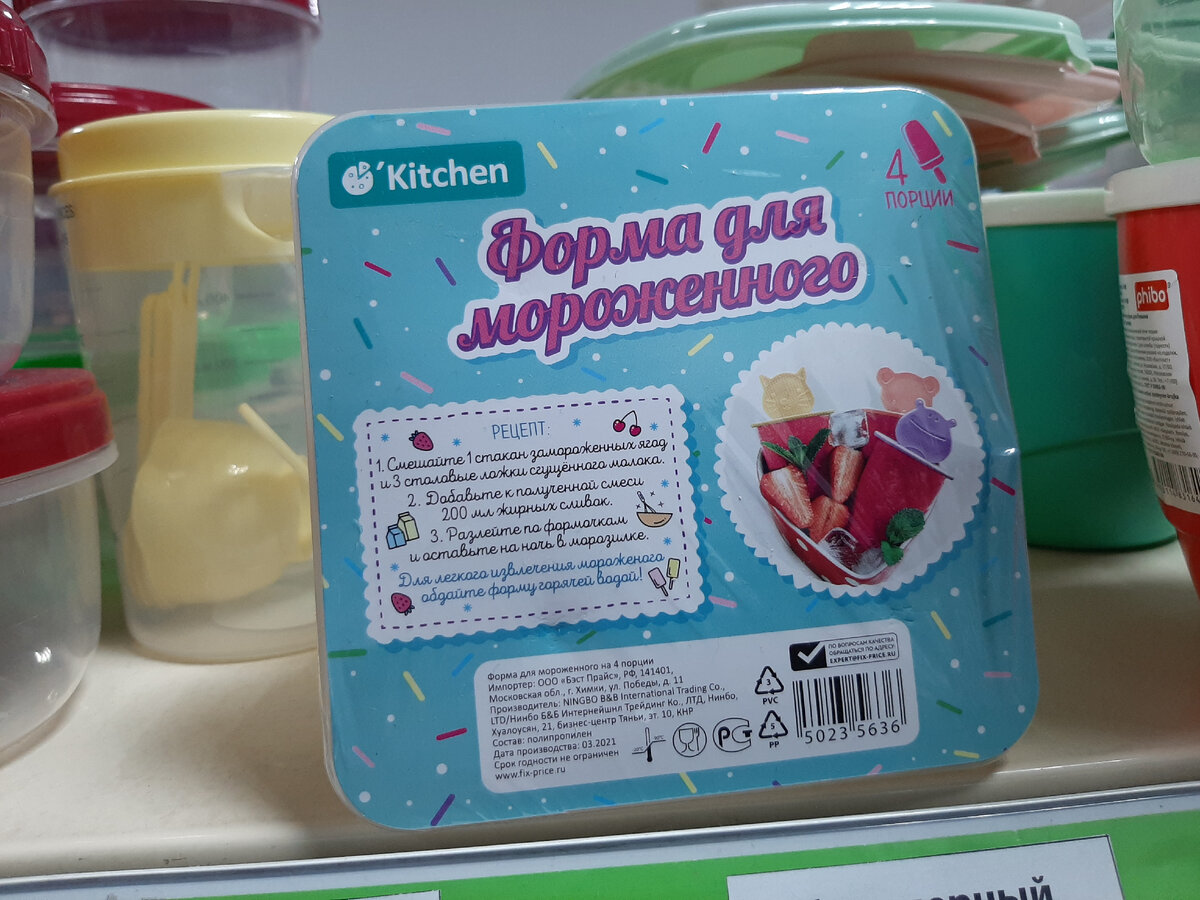 ’Kitchen
4
ПОРЦИИ
Форма для
мороженного
РЕЦЕПТ:
1. Смешайте 1 стакан замороженных ягод
и 3 столовые ложки сгущённого молока.
2. Добавьте к полученной смеси
200 мл жирных сливок.
3. Разлейте по формочкам
и оставьте на ночь в морозилке.
Для легкого извлечения мороженого
обдайте форму горячей водой!
Форма для мороженного на 4 порции
Импортер: ООО «Бэст Прайс», РФ, 141401,
Московская обл., г. Химки, ул. Победы, д. 11
Производитель: NINGBO B&B International Trading Co.,
LTD/Нинбо Б&Б Интернейшнл Трейдинг Ко., ЛТД, Нинбо,
Хуалоусян, 21, бизнес-центр Тяньи, эт. 10, КНР
Состав: полипропилен
Дата производства: 03.2021
Срок годности не ограничен
www.fix-price.ru
3
PVC
5
PP
ПО ВОПРОСАМ КАЧЕСТВА
ОБРАЩАТЬСЯ ПО АДРЕСУ:
EXPERT@FIX-PRICE.RU
5023 5636
phibo